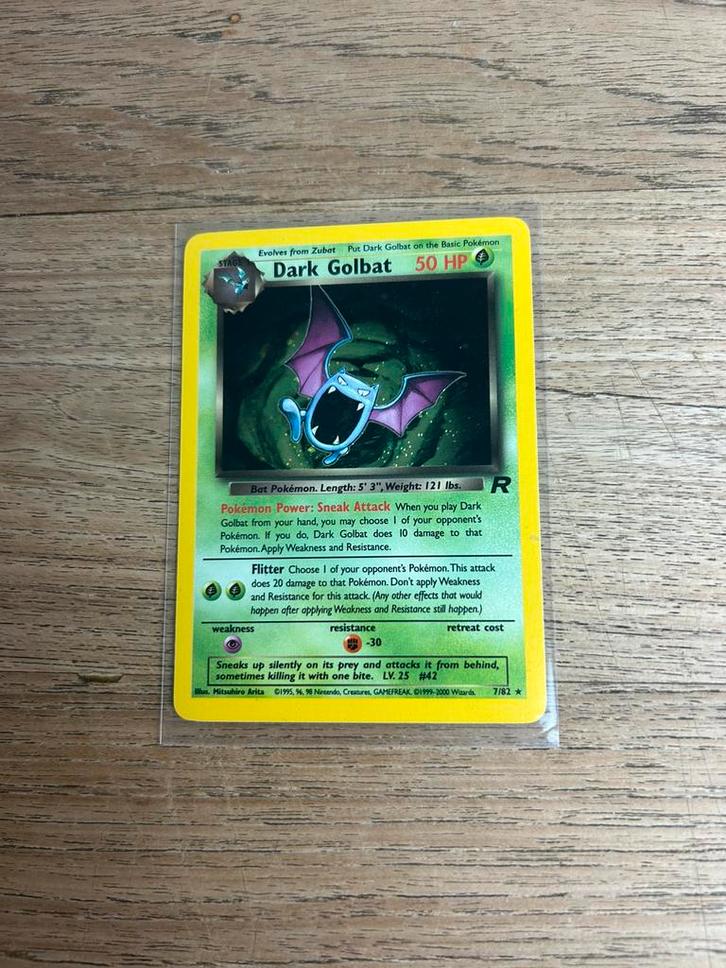 Evolves from Zubat Put Dark Golbat on the Basic Pokémon
STAGE
Dark Golbat 50 HP
Bat Pokémon. Length: 5' 3", Weight: 121 lbs.
R
Pokémon Power: Sneak Attack When you play Dark
Golbat from your hand, you may choose 1 of your opponent's
Pokémon. If you do, Dark Golbat does 10 damage to that
Pokémon. Apply Weakness and Resistance.
Flitter Choose 1 of your opponent's Pokémon. This attack
does 20 damage to that Pokémon. Don't apply Weakness
and Resistance for this attack. (Any other effects that would
happen after applying Weakness and Resistance still happen.)
weakness resistance retreat cost
-30
Sneaks up silently on its prey and attacks it from behind,
sometimes killing it with one bite. LV. 25 #42
Illus. Mitsuhiro Arita ©1995, 96, 98 Nintendo, Creatures, GAMEFREAK. ©1999-2000 Wizards. 7/82 ★